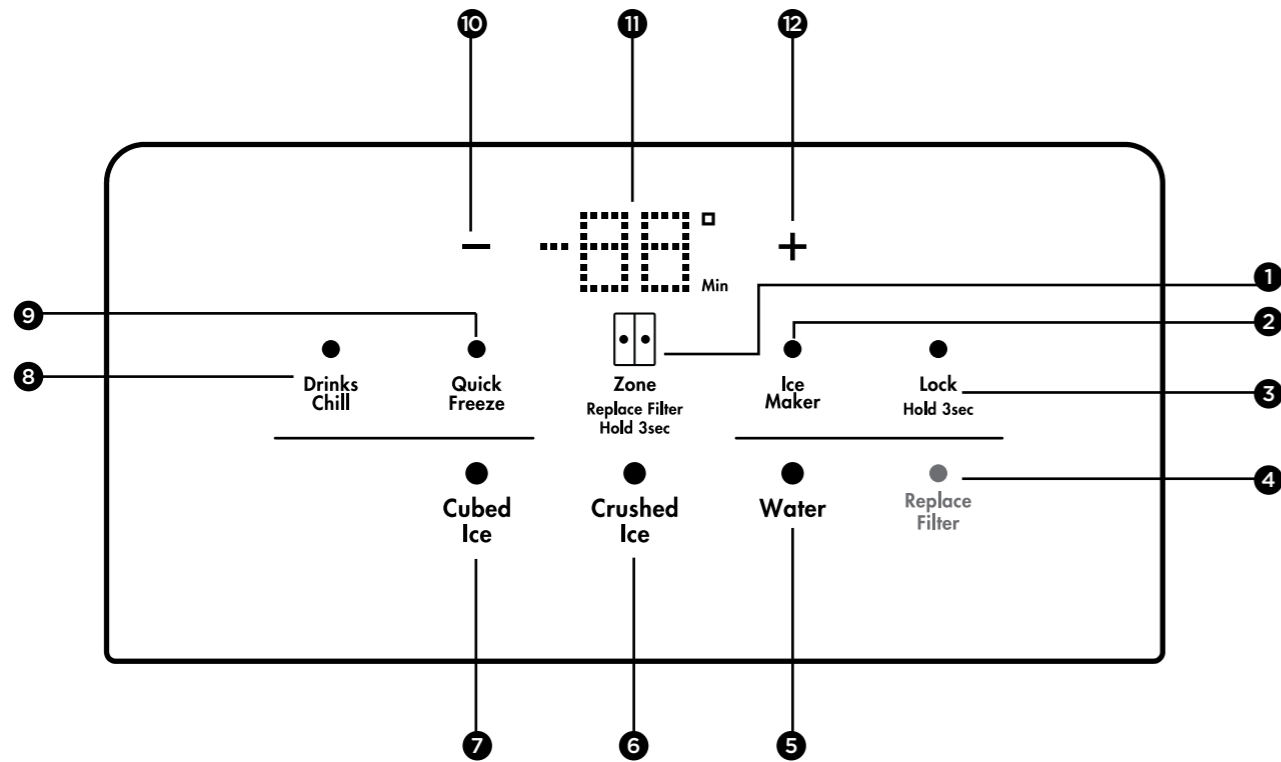 10 11 12
− -88° +
Min
1
2
9
8
3
Drinks
Chill
Quick
Freeze
Zone
Replace Filter
Hold 3sec
Ice
Maker
Lock
Hold 3sec
4
Cubed
Ice
Crushed
Ice
Water
Replace
Filter
7 6 5